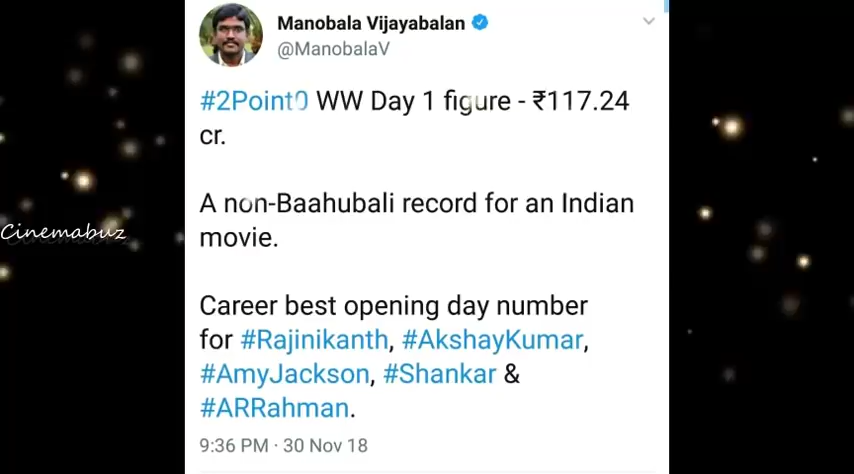 Manobala Vijayabalan
@ManobalaV
#2Point0 WW Day 1 figure - ₹117.24
cr.
A non-Baahubali record for an Indian
movie.
Cinemabuz
Career best opening day number
for #Rajinikanth, #AkshayKumar,
#AmyJackson, #Shankar &
#ARRahman.
9:36 PM · 30 Nov 18